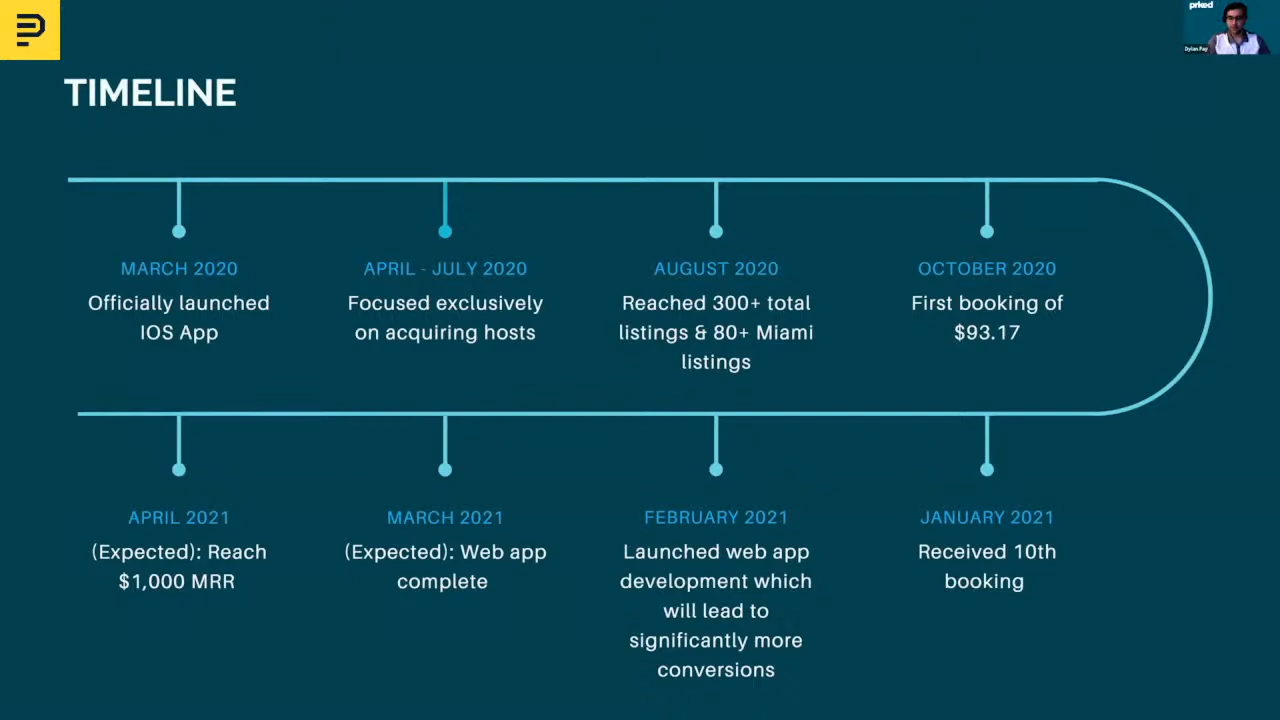 prked
Dylan Pay
TIMELINE
MARCH 2020
Officially launched
IOS App
APRIL - JULY 2020
Focused exclusively
on acquiring hosts
AUGUST 2020
Reached 300+ total
listings & 80+ Miami
listings
OCTOBER 2020
First booking of
$93.17
APRIL 2021
(Expected): Reach
$1,000 MRR
MARCH 2021
(Expected): Web app
complete
FEBRUARY 2021
Launched web app
development which
will lead to
significantly more
conversions
JANUARY 2021
Received 10th
booking